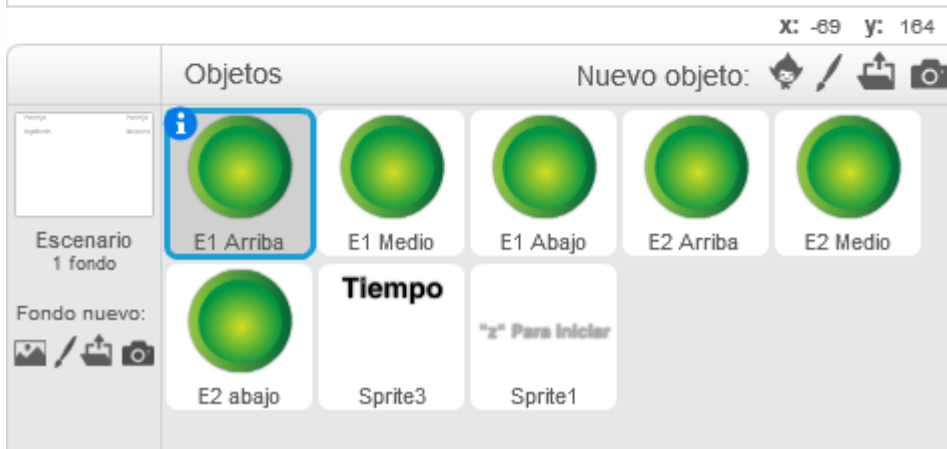 x: -69 y: 164
Objetos
Nuevo objeto:
Escenario
1 fondo
Fondo nuevo:
E1 Arriba
E1 Medio
E1 Abajo
E2 Arriba
E2 Medio
Tiempo
"z" Para Iniciar
E2 abajo
Sprite3
Sprite1